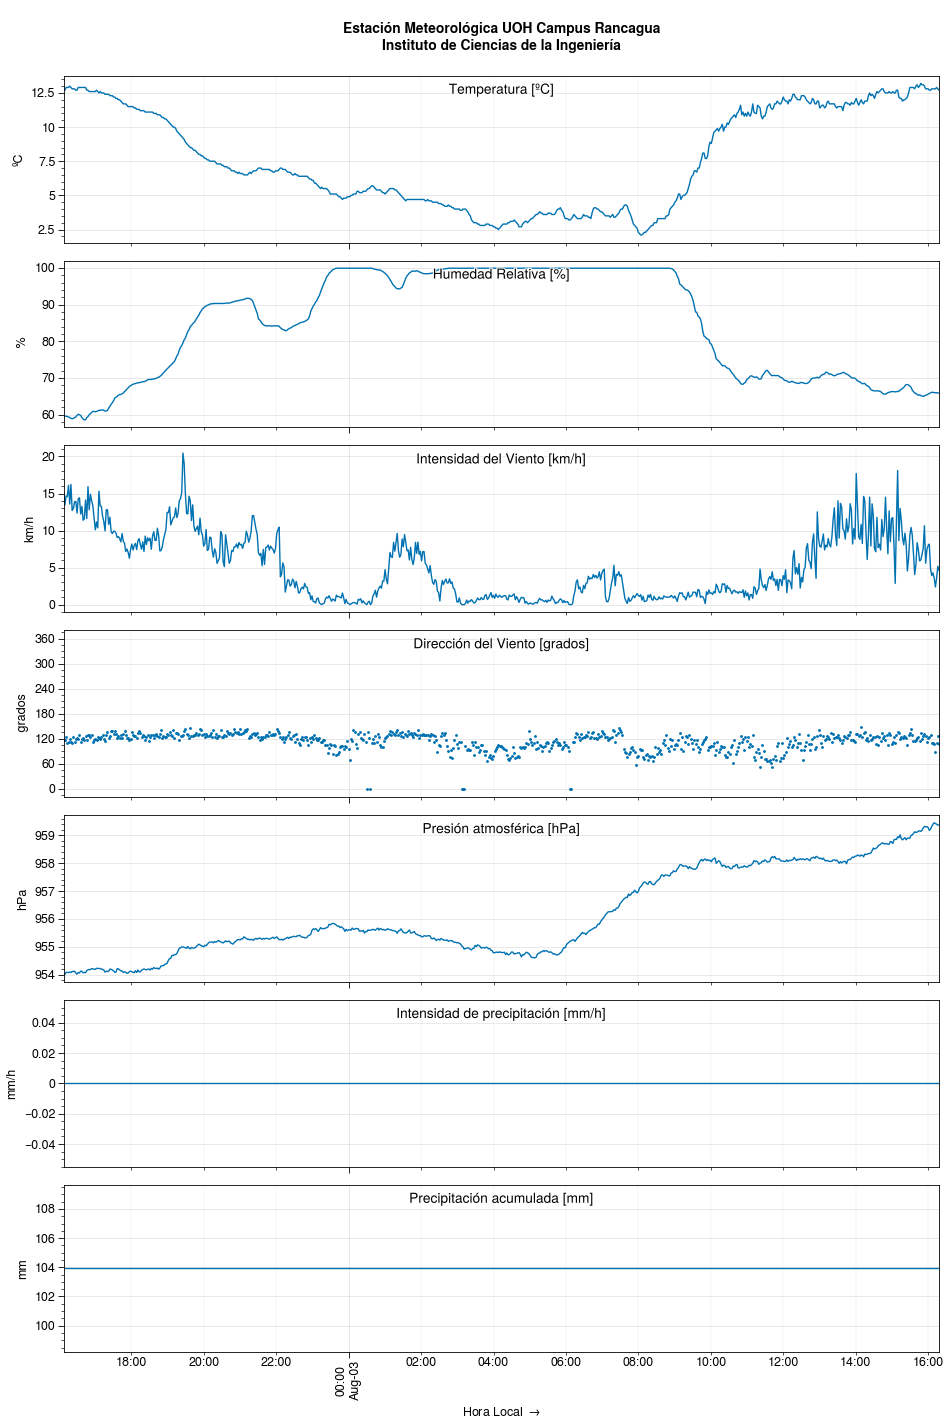 Estación Meteorológica UOH Campus Rancagua
Instituto de Ciencias de la Ingeniería
Temperatura [ºC]
ºC
12.5
10
7.5
5
2.5
Humedad Relativa [%]
%
100
90
80
70
60
Intensidad del Viento [km/h]
km/h
20
15
10
5
0
Dirección del Viento [grados]
grados
360
300
240
180
120
60
0
Presión atmosférica [hPa]
hPa
959
958
957
956
955
954
Intensidad de precipitación [mm/h]
mm/h
0.04
0.02
0
−0.02
−0.04
Precipitación acumulada [mm]
mm
108
106
104
102
100
18:00 20:00 22:00 00:00 02:00 04:00 06:00 08:00 10:00 12:00 14:00 16:00
Aug-03
Hora Local →